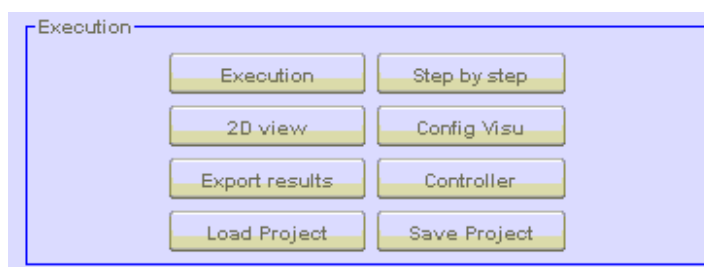 Execution
Execution Step by step
2D view Config Visu
Export results Controller
Load Project Save Project